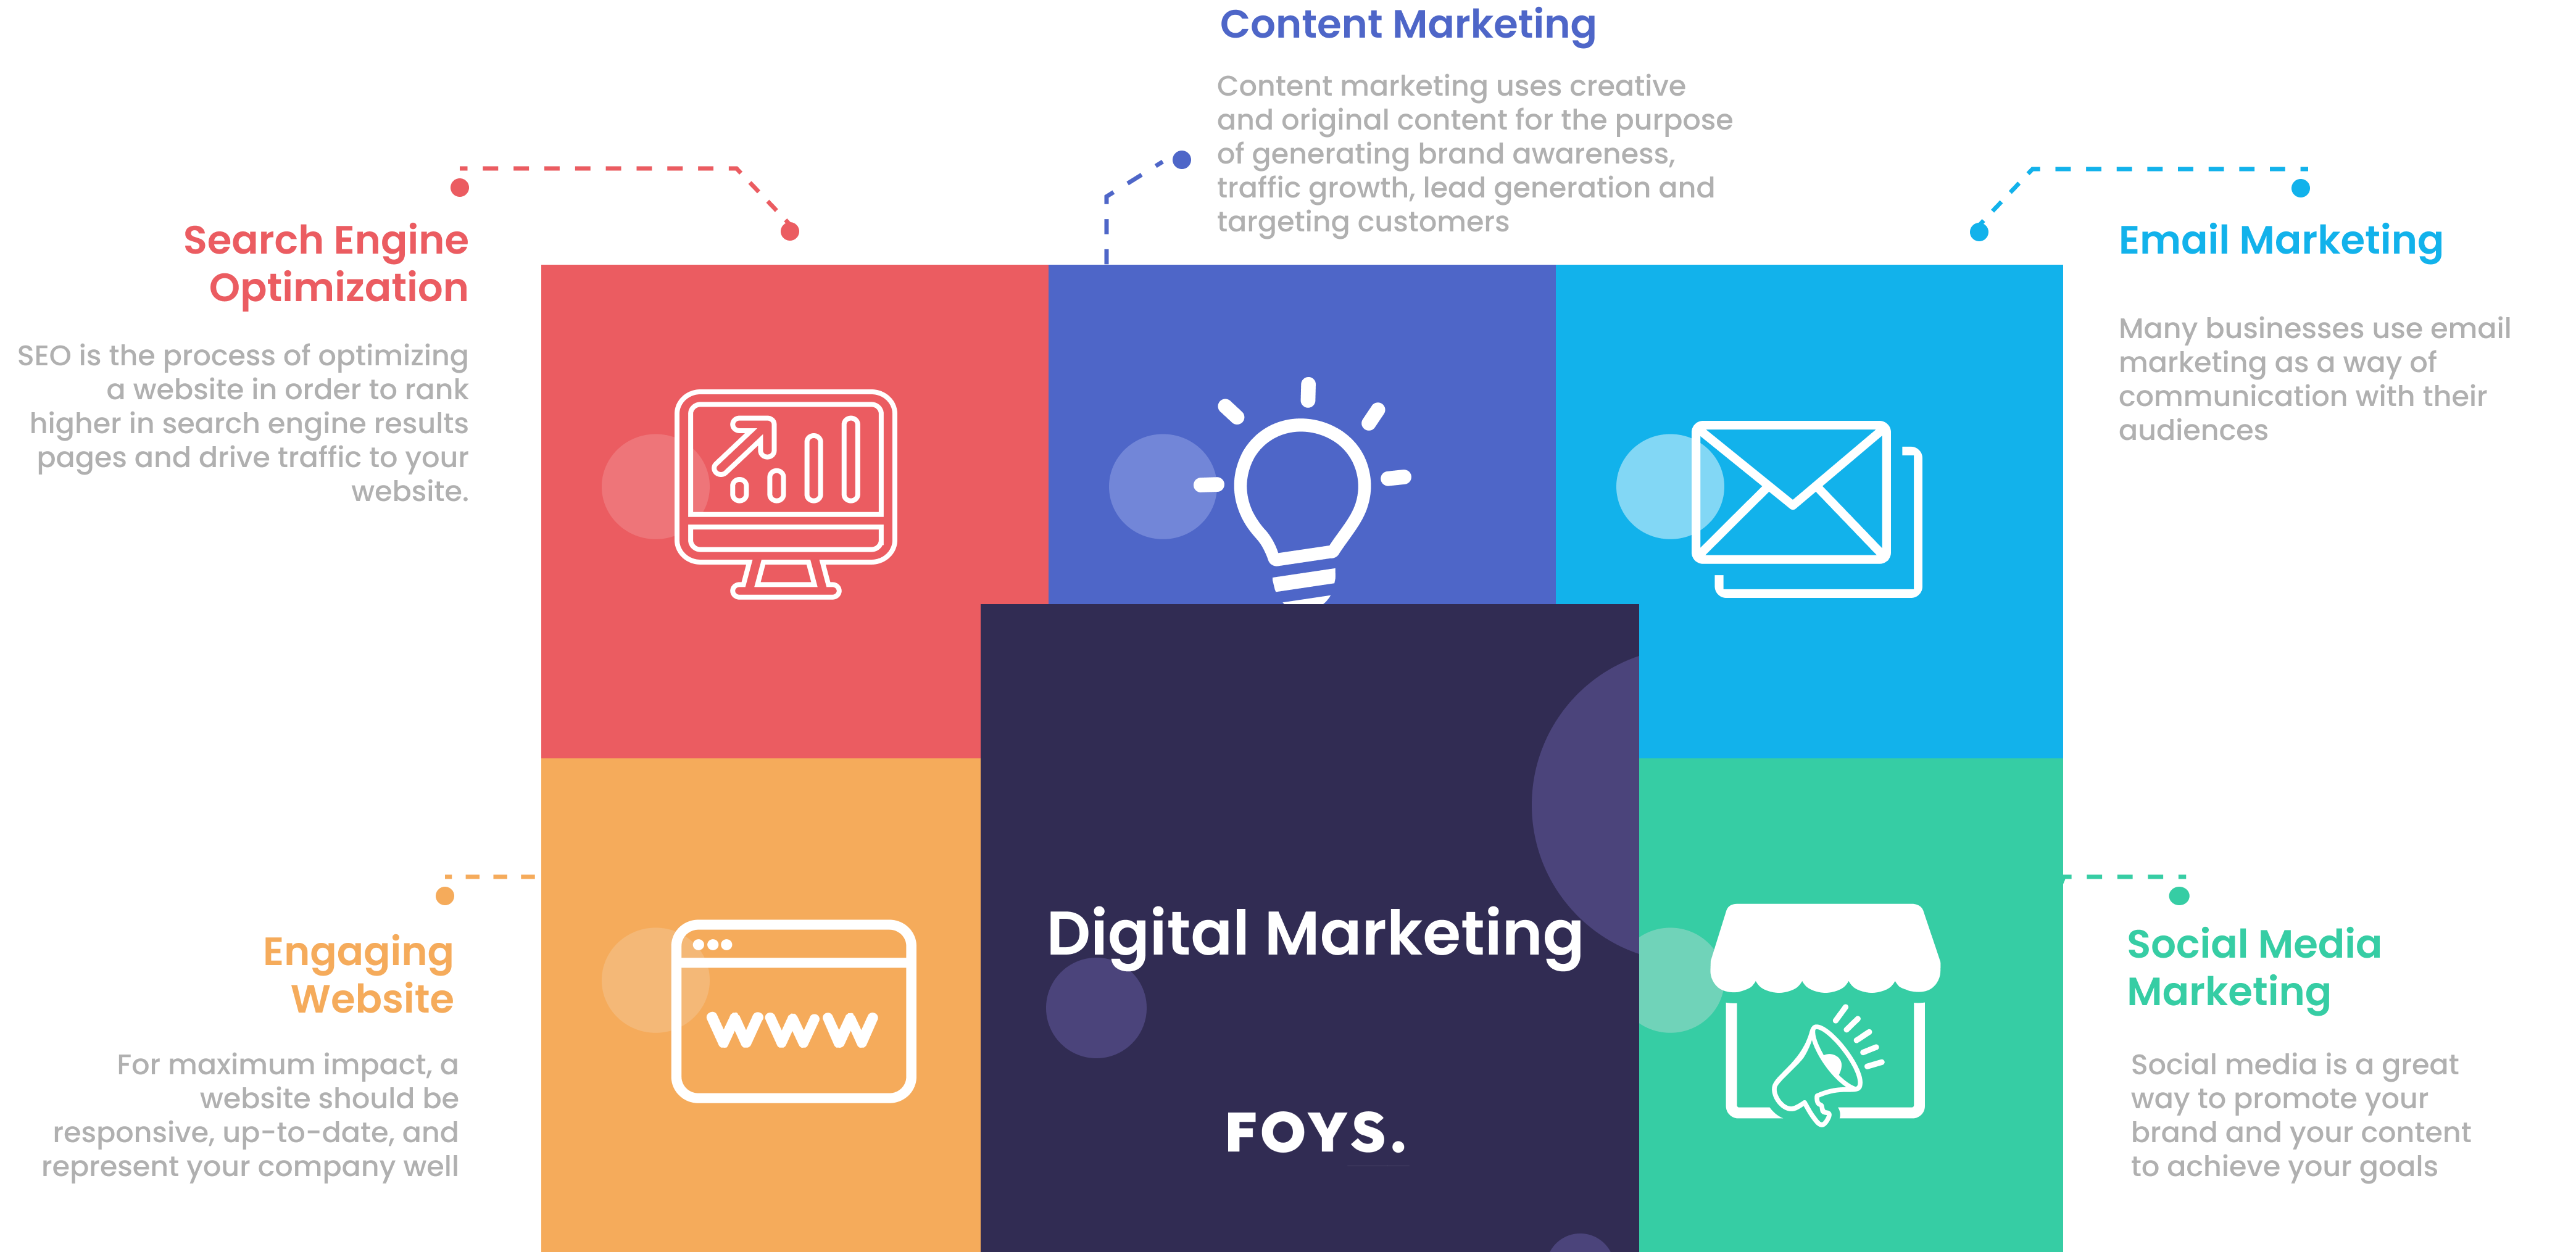 Content Marketing
Content marketing uses creative
and original content for the purpose
of generating brand awareness,
traffic growth, lead generation and
targeting customers
Search Engine
Optimization
SEO is the process of optimizing
a website in order to rank
higher in search engine results
pages and drive traffic to your
website.
Email Marketing
Many businesses use email
marketing as a way of
communication with their
audiences
Engaging
Website
For maximum impact, a
website should be
responsive, up-to-date, and
represent your company well
www
Digital Marketing
FOYS.
Social Media
Marketing
Social media is a great
way to promote your
brand and your content
to achieve your goals